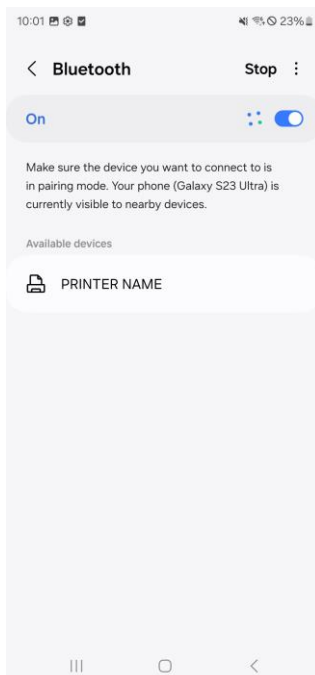 10:01 23%
Bluetooth Stop
On
Make sure the device you want to connect to is
in pairing mode. Your phone (Galaxy S23 Ultra) is
currently visible to nearby devices.
Available devices
PRINTER NAME